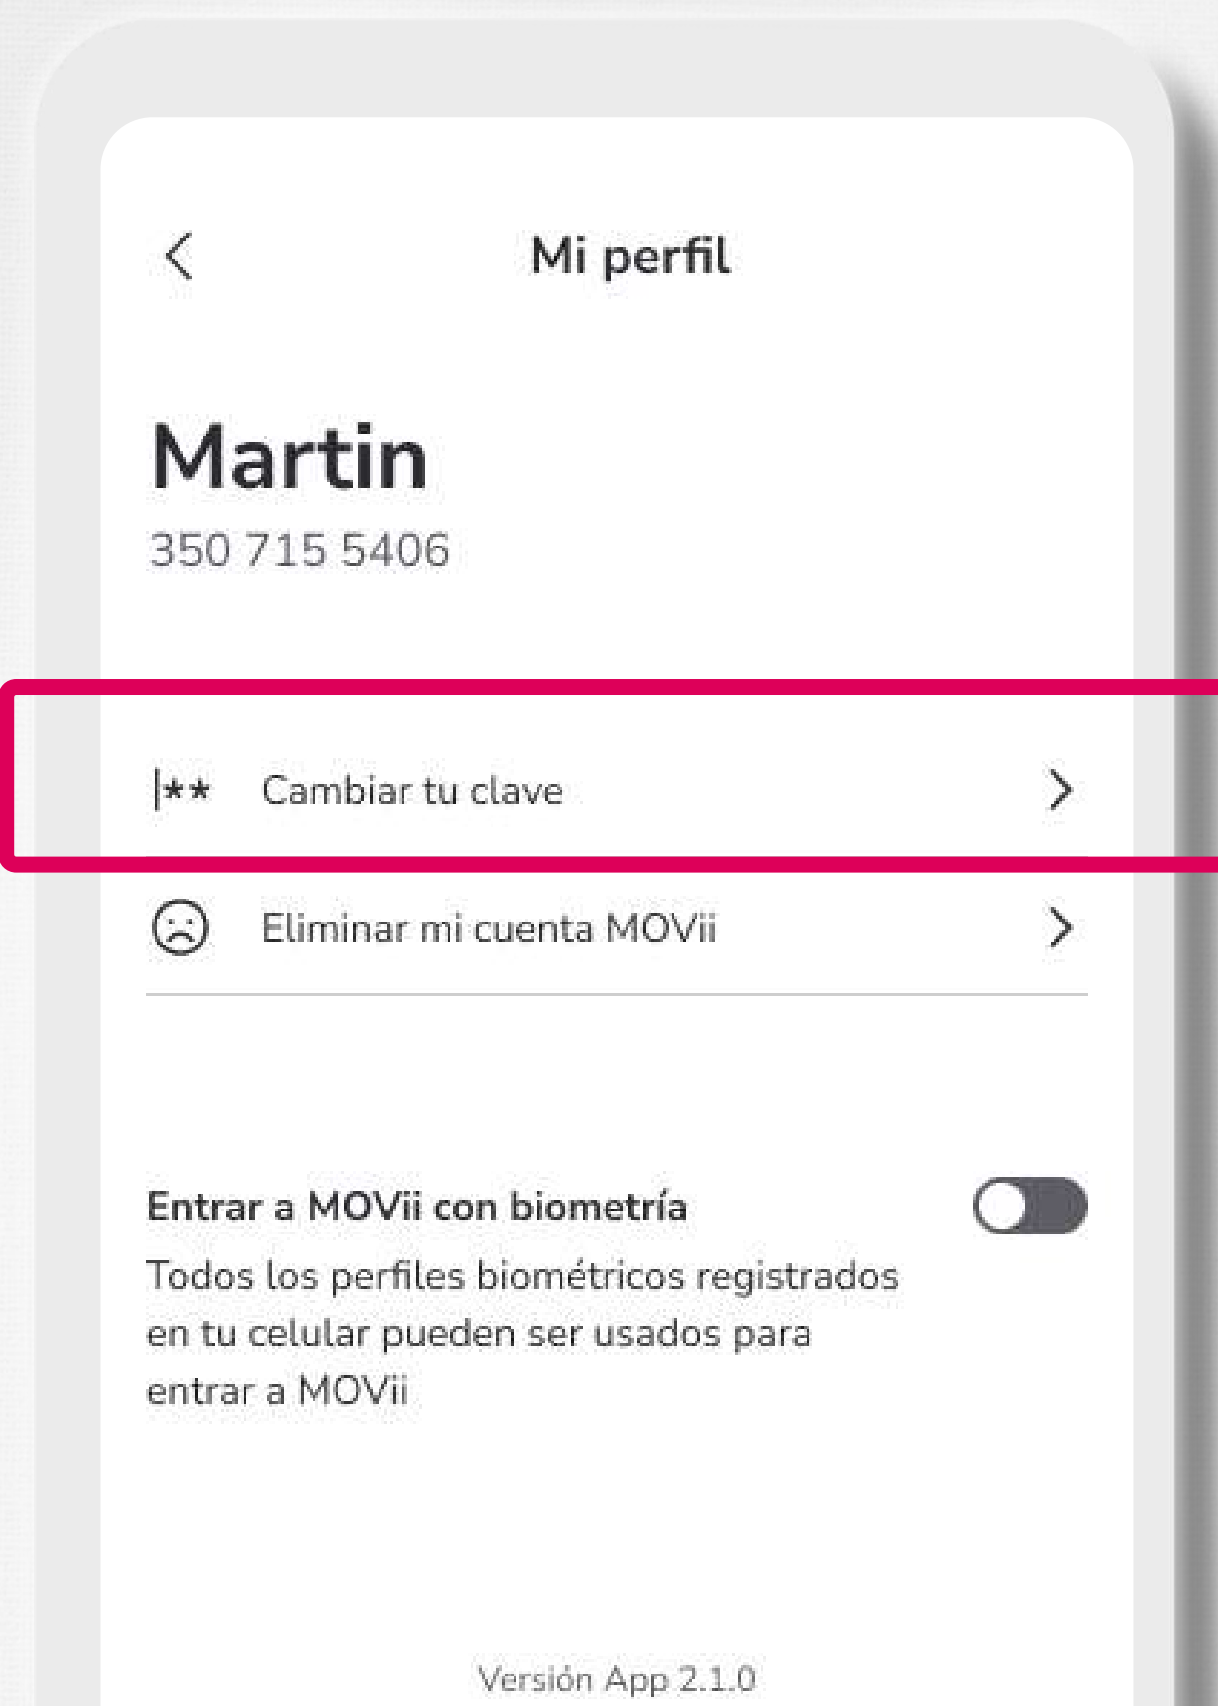 Mi perfil
Martin
350 715 5406
|** Cambiar tu clave
Eliminar mi cuenta MOVii
Entrar a MOVii con biometría
Todos los perfiles biométricos registrados
en tu celular pueden ser usados para
entrar a MOVii
Versión App 2.1.0